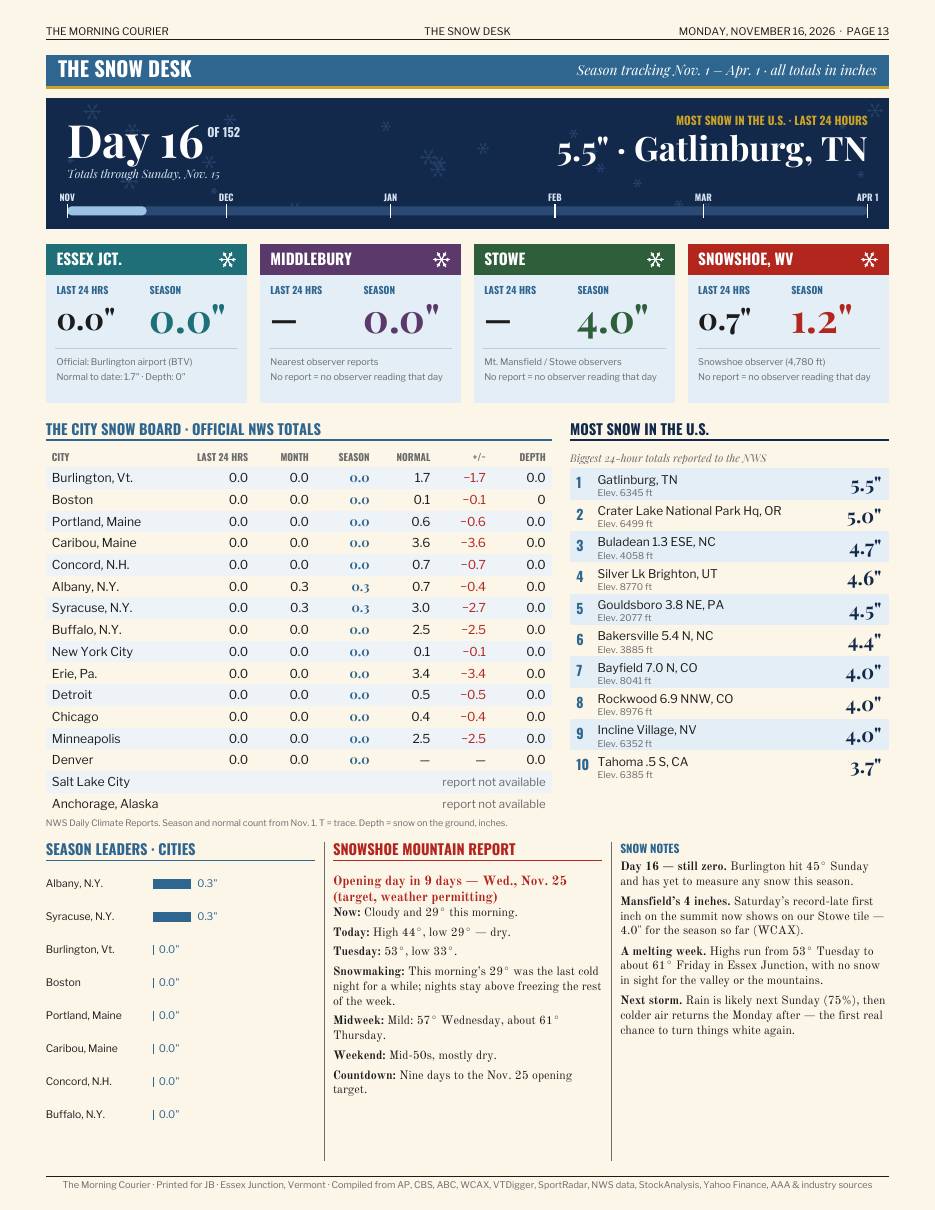 THE MORNING COURIER THE SNOW DESK MONDAY, NOVEMBER 16, 2026 · PAGE 13
THE SNOW DESK Season tracking Nov. 1 – Apr. 1 · all totals in inches
MOST SNOW IN THE U.S. · LAST 24 HOURS
Day 16 OF 152
5.5" · Gatlinburg, TN
Totals through Sunday, Nov. 15
NOV DEC JAN FEB MAR APR 1
ESSEX JCT.
LAST 24 HRS SEASON
0.0" 0.0"
Official: Burlington airport (BTV)
Normal to date: 1.7" · Depth: 0"
MIDDLEBURY
LAST 24 HRS SEASON
— 0.0"
Nearest observer reports
No report = no observer reading that day
STOWE
LAST 24 HRS SEASON
— 4.0"
Mt. Mansfield / Stowe observers
No report = no observer reading that day
SNOWSHOE, WV
LAST 24 HRS SEASON
0.7" 1.2"
Snowshoe observer (4,780 ft)
No report = no observer reading that day
THE CITY SNOW BOARD · OFFICIAL NWS TOTALS
CITY LAST 24 HRS MONTH SEASON NORMAL +/− DEPTH
Burlington, Vt. 0.0 0.0 0.0 1.7 −1.7 0.0
Boston 0.0 0.0 0.0 0.1 −0.1 0
Portland, Maine 0.0 0.0 0.0 0.6 −0.6 0.0
Caribou, Maine 0.0 0.0 0.0 3.6 −3.6 0.0
Concord, N.H. 0.0 0.0 0.0 0.7 −0.7 0.0
Albany, N.Y. 0.0 0.3 0.3 0.7 −0.4 0.0
Syracuse, N.Y. 0.0 0.3 0.3 3.0 −2.7 0.0
Buffalo, N.Y. 0.0 0.0 0.0 2.5 −2.5 0.0
New York City 0.0 0.0 0.0 0.1 −0.1 0.0
Erie, Pa. 0.0 0.0 0.0 3.4 −3.4 0.0
Detroit 0.0 0.0 0.0 0.5 −0.5 0.0
Chicago 0.0 0.0 0.0 0.4 −0.4 0.0
Minneapolis 0.0 0.0 0.0 2.5 −2.5 0.0
Denver 0.0 0.0 0.0 — — 0.0
Salt Lake City report not available
Anchorage, Alaska report not available
NWS Daily Climate Reports. Season and normal count from Nov. 1. T = trace. Depth = snow on the ground, inches.
MOST SNOW IN THE U.S.
Biggest 24-hour totals reported to the NWS
1 Gatlinburg, TN 5.5"
Elev. 6345 ft
2 Crater Lake National Park Hq, OR 5.0"
Elev. 6499 ft
3 Buladean 1.3 ESE, NC 4.7"
Elev. 4058 ft
4 Silver Lk Brighton, UT 4.6"
Elev. 8770 ft
5 Gouldsboro 3.8 NE, PA 4.5"
Elev. 2077 ft
6 Bakersville 5.4 N, NC 4.4"
Elev. 3885 ft
7 Bayfield 7.0 N, CO 4.0"
Elev. 8041 ft
8 Rockwood 6.9 NNW, CO 4.0"
Elev. 8976 ft
9 Incline Village, NV 4.0"
Elev. 6352 ft
10 Tahoma .5 S, CA 3.7"
Elev. 6385 ft
SEASON LEADERS · CITIES
Albany, N.Y. 0.3"
Syracuse, N.Y. 0.3"
Burlington, Vt. 0.0"
Boston 0.0"
Portland, Maine 0.0"
Caribou, Maine 0.0"
Concord, N.H. 0.0"
Buffalo, N.Y. 0.0"
SNOWSHOE MOUNTAIN REPORT
Opening day in 9 days — Wed., Nov. 25
(target, weather permitting)
Now: Cloudy and 29° this morning.
Today: High 44°, low 29° — dry.
Tuesday: 53°, low 33°.
Snowmaking: This morning's 29° was the last cold
night for a while; nights stay above freezing the rest
of the week.
Midweek: Mild: 57° Wednesday, about 61°
Thursday.
Weekend: Mid-50s, mostly dry.
Countdown: Nine days to the Nov. 25 opening
target.
SNOW NOTES
Day 16 — still zero. Burlington hit 45° Sunday
and has yet to measure any snow this season.
Mansfield's 4 inches. Saturday's record-late first
inch on the summit now shows on our Stowe tile —
4.0" for the season so far (WCAX).
A melting week. Highs run from 53° Tuesday to
about 61° Friday in Essex Junction, with no snow
in sight for the valley or the mountains.
Next storm. Rain is likely next Sunday (75%), then
colder air returns the Monday after — the first real
chance to turn things white again.
The Morning Courier · Printed for JB · Essex Junction, Vermont · Compiled from AP, CBS, ABC, WCAX, VTDigger, SportRadar, NWS data, StockAnalysis, Yahoo Finance, AAA & industry sources